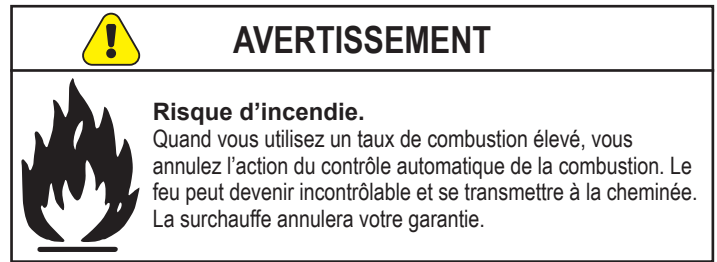 AVERTISSEMENT
Risque d’incendie.
Quand vous utilisez un taux de combustion élevé, vous
annulez l’action du contrôle automatique de la combustion. Le
feu peut devenir incontrôlable et se transmettre à la cheminée.
La surchauffe annulera votre garantie.